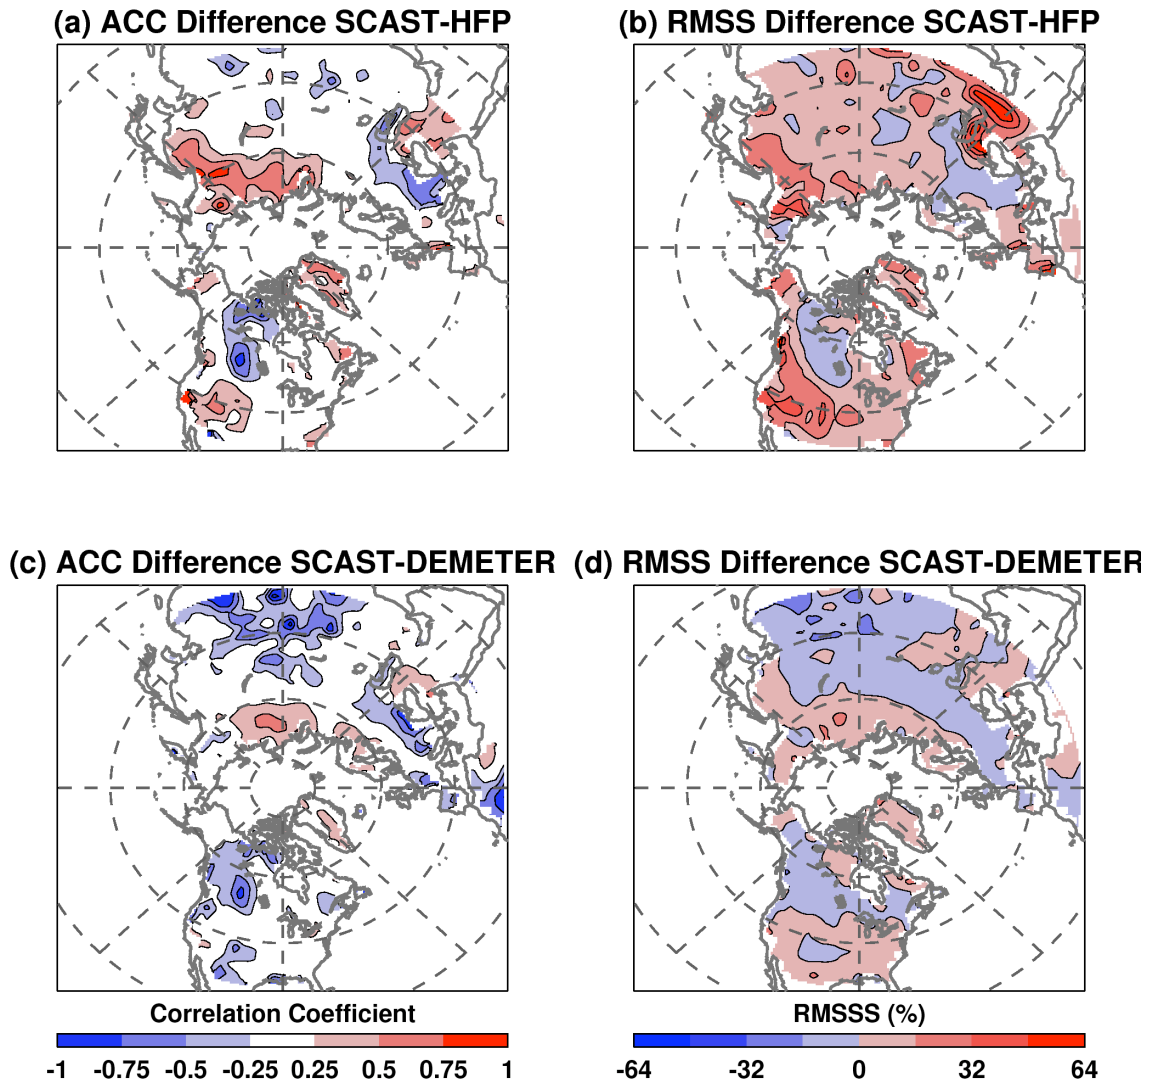 (a) ACC Difference SCAST-HFP
(b) RMSS Difference SCAST-HFP
(c) ACC Difference SCAST-DEMETER
(d) RMSS Difference SCAST-DEMETER
Correlation Coefficient
-1 -0.75 -0.5 -0.25 0.25 0.5 0.75 1
RMSSS (%)
-64 -32 0 32 64